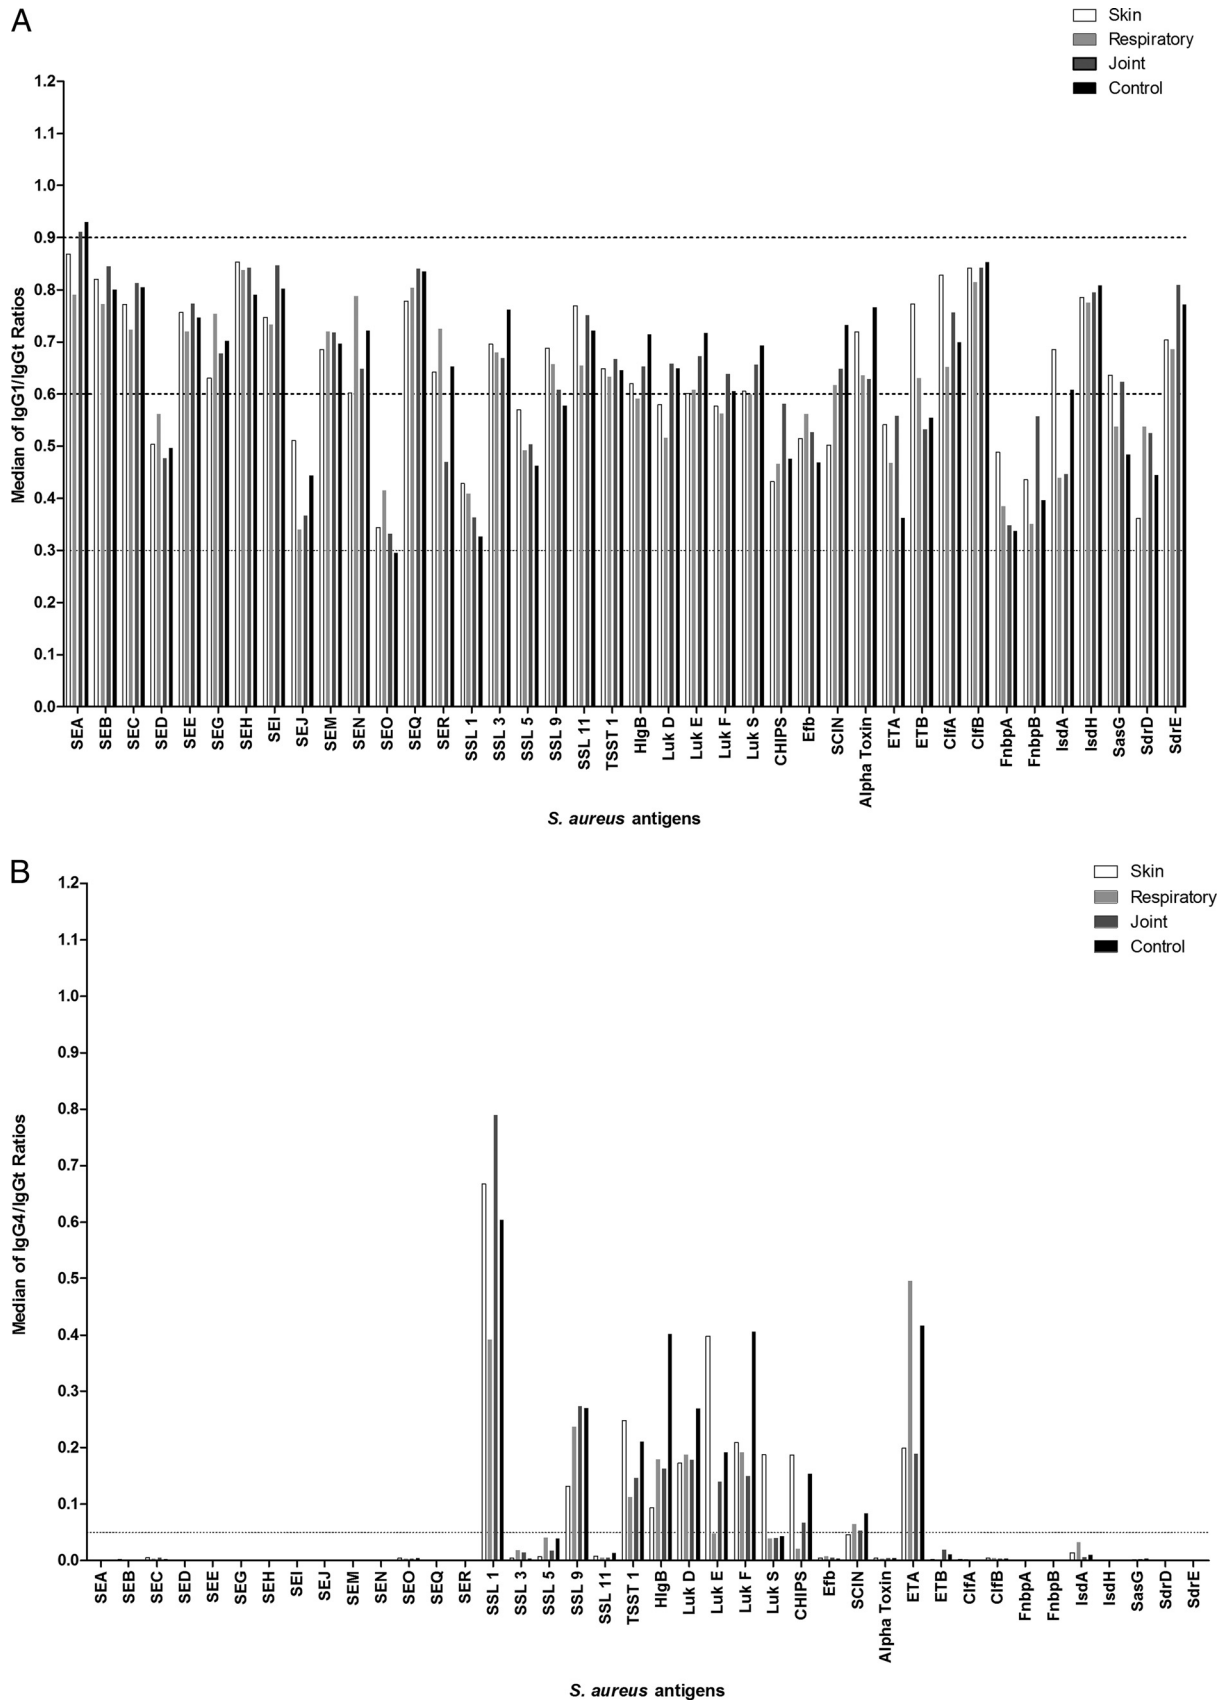 A
Skin
Respiratory
Joint
Control
1.2
1.1
1.0
0.9
0.8
0.7
0.6
0.5
0.4
0.3
0.2
0.1
0.0
Median of IgG1/IgGt Ratios
SEA SEB SEC SED SEE SEG SEH SEI SEJ SEM SEN SEO SEQ SER SSL 1 SSL 3 SSL 5 SSL 9 SSL 11 TSST 1 HlgB Luk D Luk E Luk F Luk S CHIPS Efb SCIN Alpha Toxin ETA ETB ClfA ClfB FnbpA FnbpB IsdA IsdH SasG SdrD SdrE
S. aureus antigens
B
Skin
Respiratory
Joint
Control
1.2
1.1
1.0
0.9
0.8
0.7
0.6
0.5
0.4
0.3
0.2
0.1
0.0
Median of IgG4/IgGt Ratios
SEA SEB SEC SED SEE SEG SEH SEI SEJ SEM SEN SEO SEQ SER SSL 1 SSL 3 SSL 5 SSL 9 SSL 11 TSST 1 HlgB Luk D Luk E Luk F Luk S CHIPS Efb SCIN Alpha Toxin ETA ETB ClfA ClfB FnbpA FnbpB IsdA IsdH SasG SdrD SdrE
S. aureus antigens